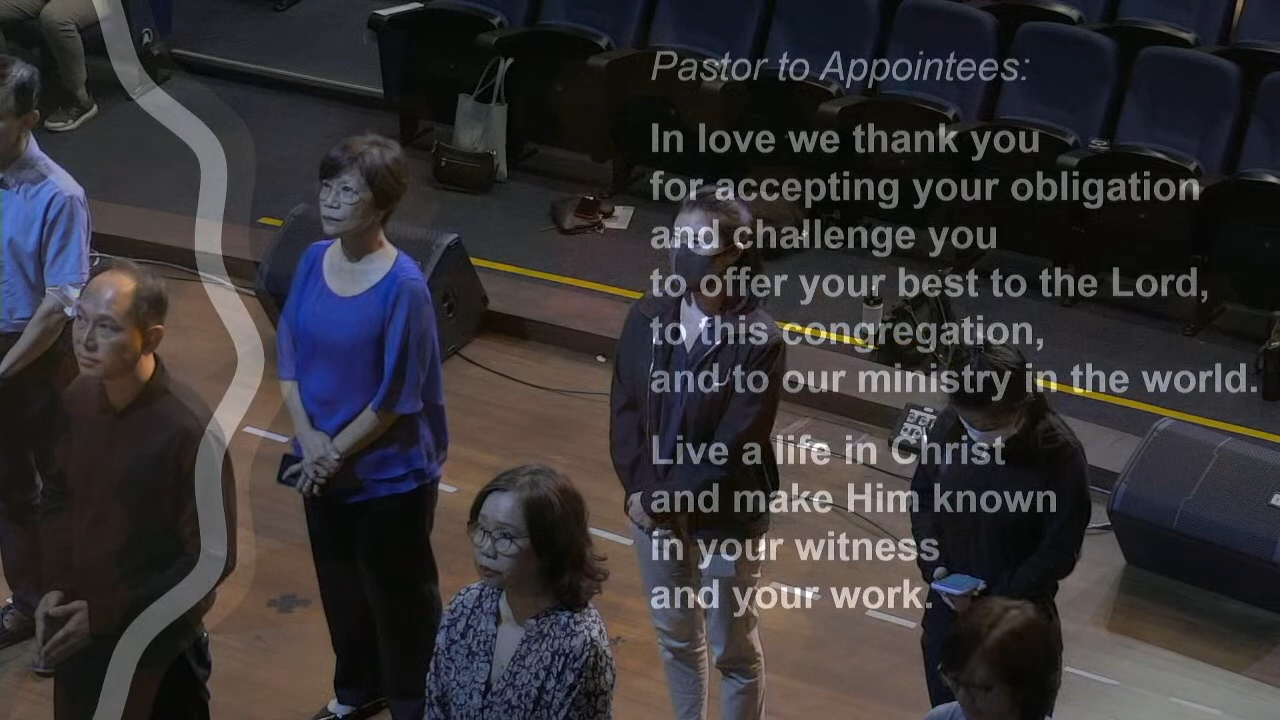 Pastor to Appointees:
In love we thank you
for accepting your obligation
and challenge you
to offer your best to the Lord,
to this congregation,
and to our ministry in the world.
Live a life in Christ
and make Him known
in your witness
and your work.